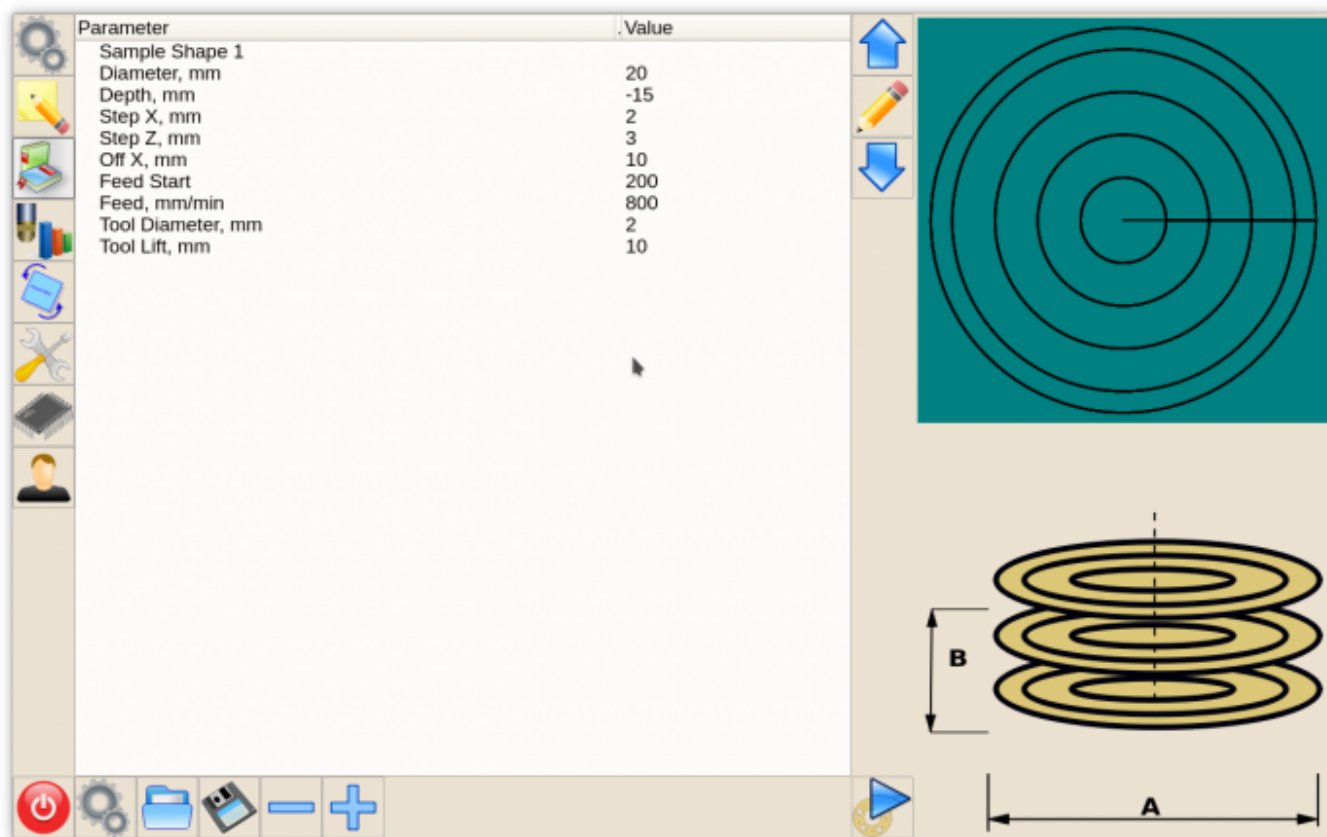 Parameter Value
Sample Shape 1
Diameter, mm 20
Depth, mm -15
Step X, mm 2
Step Z, mm 3
Off X, mm 10
Feed Start 200
Feed, mm/min 800
Tool Diameter, mm 2
Tool Lift, mm 10
B
A